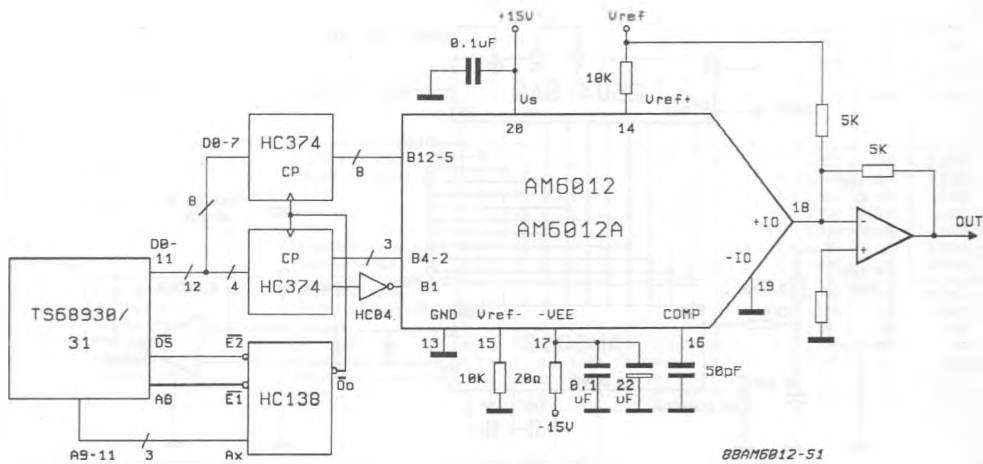 +15V
Vref
0.1uF
10K
Vs
Vref+
20
14
5K
D0-7
HC374
CP
8
B12-5
8
AM6012
AM6012A
5K
18
+IO
-
OUT
D0-
11
CP
HC374
3
B4-2
-IO
+
12
4
B1
19
TS68930/
31
HC04
GND
Vref-
-VEE
COMP
DS
E2
13
15
17
16
Do
10K
20Ω
0.1
uF
22
uF
50pF
A8
E1
HC138
-15V
A9-11
3
Ax
88AM6012-S1